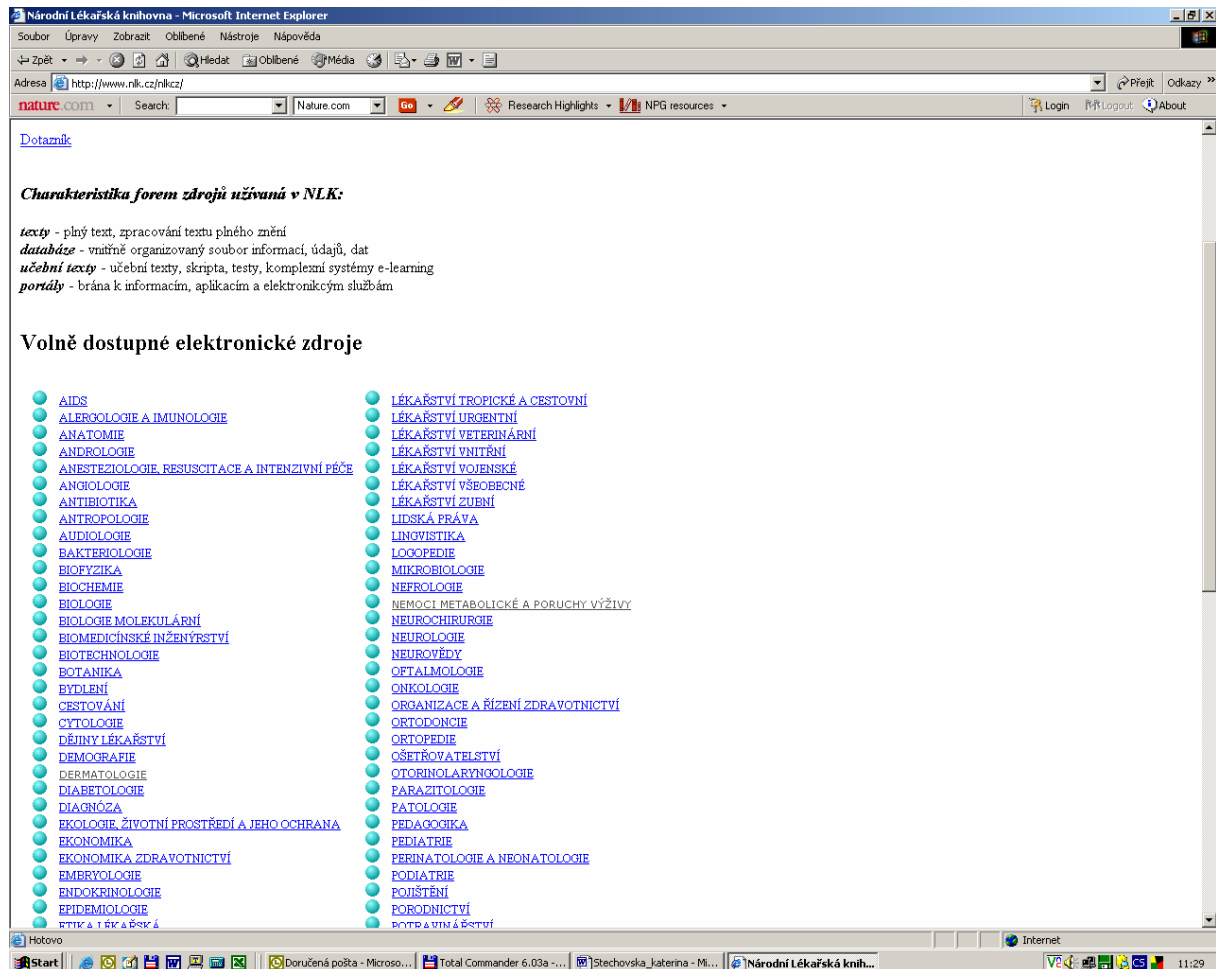 Národní Lékařská knihovna - Microsoft Internet Explorer
Soubor Úpravy Zobrazit Oblíbené Nástroje Nápověda
Zpět Hledat Oblíbené Média
Adresa http://www.nlk.cz/nlkcz/ Přejít Odkazy »
nature.com Search: Nature.com Go Research Highlights NPG resources Login Logout About
Dotazník
Charakteristika forem zdrojů užívaná v NLK:
texty - plný text, zpracování textu plného znění
databáze - vnitřně organizovaný soubor informací, údajů, dat
učební texty - učební texty, skripta, testy, komplexní systémy e-learning
portály - brána k informacím, aplikacím a elektronikcým službám
Volně dostupné elektronické zdroje
AIDS
ALERGOLOGIE A IMUNOLOGIE
ANATOMIE
ANDROLOGIE
ANESTEZIOLOGIE, RESUSCITACE A INTENZIVNÍ PÉČE
ANGIOLOGIE
ANTIBIOTIKA
ANTROPOLOGIE
AUDIOLOGIE
BAKTERIOLOGIE
BIOFYZIKA
BIOCHEMIE
BIOLOGIE
BIOLOGIE MOLEKULÁRNÍ
BIOMEDICÍNSKÉ INŽENÝRSTVÍ
BIOTECHNOLOGIE
BOTANIKA
BYDLENÍ
CESTOVÁNÍ
CYTOLOGIE
DĚJINY LÉKAŘSTVÍ
DEMOGRAFIE
DERMATOLOGIE
DIABETOLOGIE
DIAGNÓZA
EKOLOGIE, ŽIVOTNÍ PROSTŘEDÍ A JEHO OCHRANA
EKONOMIKA
EKONOMIKA ZDRAVOTNICTVÍ
EMBRYOLOGIE
ENDOKRINOLOGIE
EPIDEMIOLOGIE
ETIKA LÉKAŘSKÁ
LÉKAŘSTVÍ TROPICKÉ A CESTOVNÍ
LÉKAŘSTVÍ URGENTNÍ
LÉKAŘSTVÍ VETERINÁRNÍ
LÉKAŘSTVÍ VNITŘNÍ
LÉKAŘSTVÍ VOJENSKÉ
LÉKAŘSTVÍ VŠEOBECNÉ
LÉKAŘSTVÍ ZUBNÍ
LIDSKÁ PRÁVA
LINGVISTIKA
LOGOPEDIE
MIKROBIOLOGIE
NEFROLOGIE
NEMOCI METABOLICKÉ A PORUCHY VÝŽIVY
NEUROCHIRURGIE
NEUROLOGIE
NEUROVĚDY
OFTALMOLOGIE
ONKOLOGIE
ORGANIZACE A ŘÍZENÍ ZDRAVOTNICTVÍ
ORTODONCIE
ORTOPEDIE
OŠETŘOVATELSTVÍ
OTORINOLARYNGOLOGIE
PARAZITOLOGIE
PATOLOGIE
PEDAGOGIKA
PEDIATRIE
PERINATOLOGIE A NEONATOLOGIE
PODIATRIE
POJIŠTĚNÍ
PORODNICTVÍ
POTRAVINÁŘSTVÍ
Hotovo Internet
Start Doručená pošta - Microso... Total Commander 6.03a -... Stechovska_katerina - Mi... Národní Lékařská knih... CS 11:29